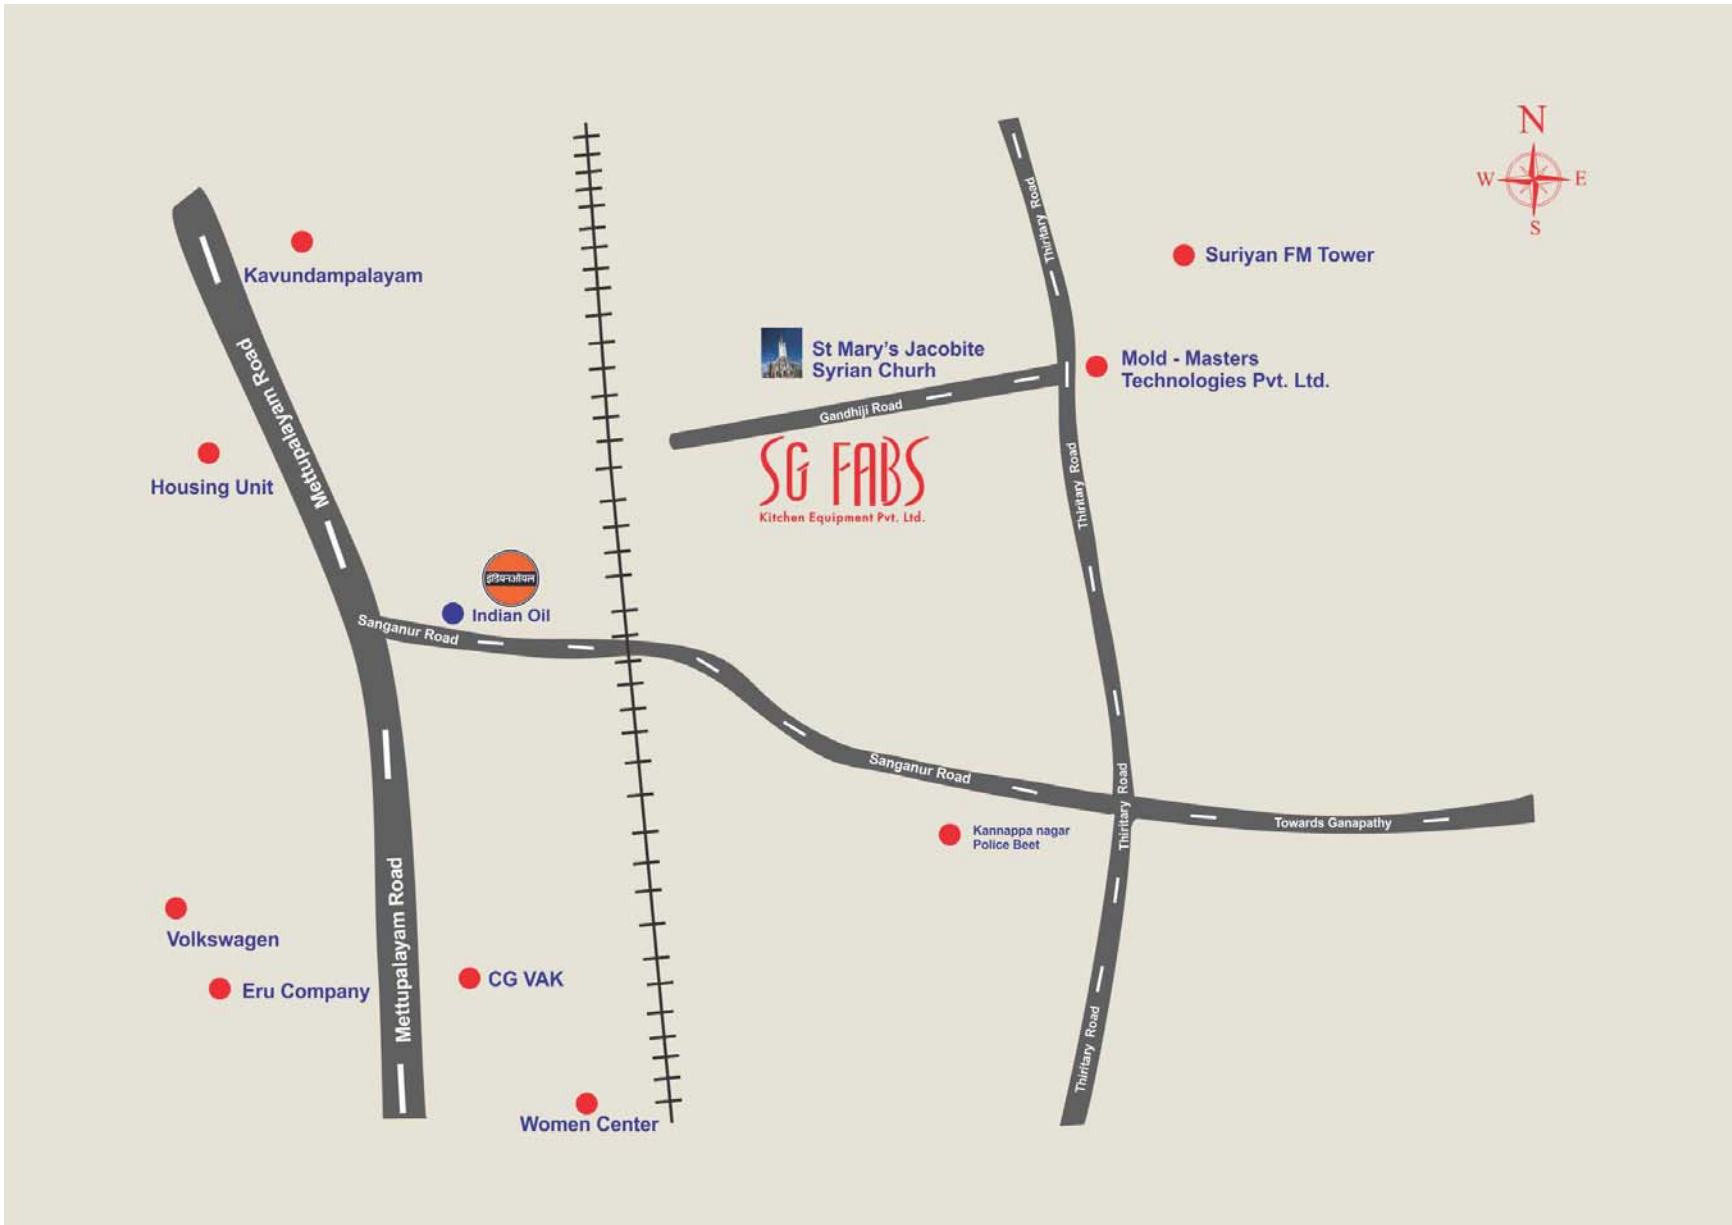 N
W E
S
Kavundampalayam
Suriyan FM Tower
Thiritary Road
St Mary's Jacobite
Syrian Churh
Mold - Masters
Technologies Pvt. Ltd.
Mettupalayam Road
Gandhiji Road
SG FABS
Kitchen Equipment Pvt. Ltd.
Thiritary Road
Housing Unit
इंडियनऑयल
Indian Oil
Sanganur Road
Sanganur Road
Thiritary Road
Towards Ganapathy
Kannappa nagar
Police Beet
Mettupalayam Road
Volkswagen
Eru Company
CG VAK
Thiritary Road
Women Center